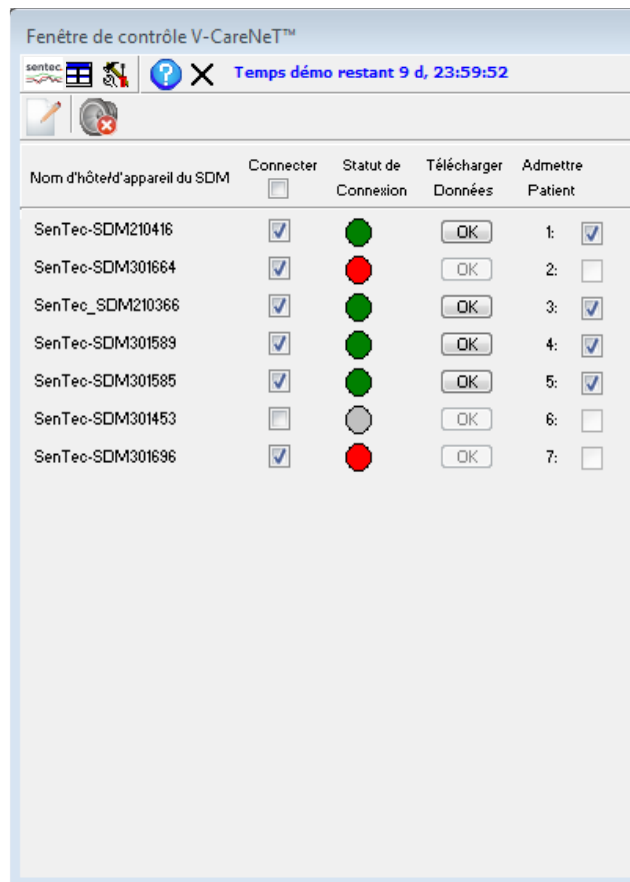 Fenêtre de contrôle V-CareNeT™
sentec
Temps démo restant 9 d, 23:59:52
Nom d'hôte/d'appareil du SDM
Connecter
Statut de Connexion
Télécharger Données
Admettre Patient
SenTec-SDM210416 OK 1:
SenTec-SDM301664 OK 2:
SenTec_SDM210366 OK 3:
SenTec-SDM301589 OK 4:
SenTec-SDM301585 OK 5:
SenTec-SDM301453 OK 6:
SenTec-SDM301696 OK 7: